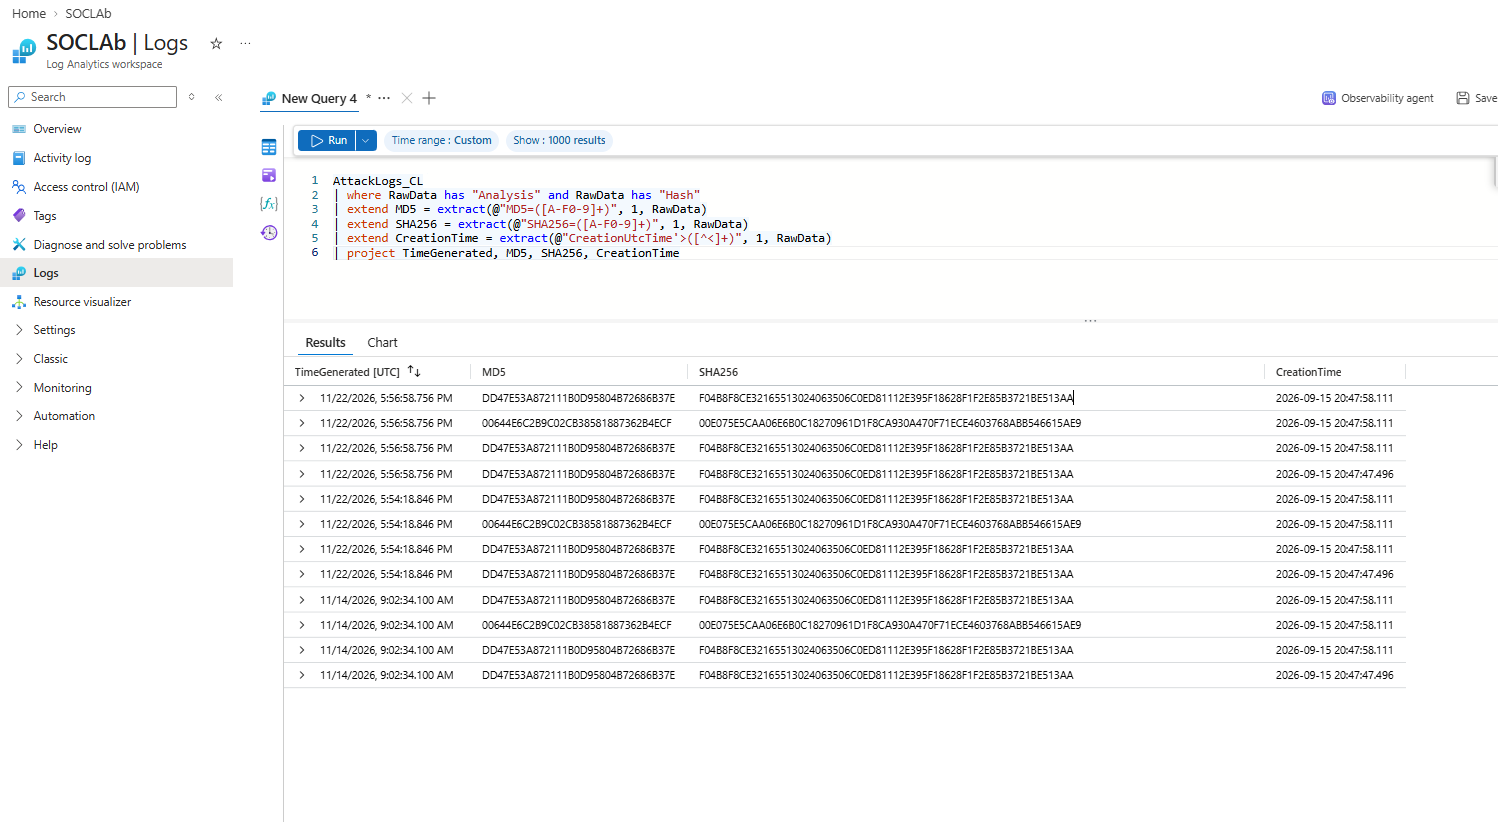 Home › SOCLAb
SOCLAb | Logs
Log Analytics workspace
Search
Overview
Activity log
Access control (IAM)
Tags
Diagnose and solve problems
Logs
Resource visualizer
Settings
Classic
Monitoring
Automation
Help
New Query 4 * ···
Observability agent
Save
Run
Time range : Custom
Show : 1000 results
1 AttackLogs_CL
2 | where RawData has "Analysis" and RawData has "Hash"
3 | extend MD5 = extract(@"MD5=([A-F0-9]+)", 1, RawData)
4 | extend SHA256 = extract(@"SHA256=([A-F0-9]+)", 1, RawData)
5 | extend CreationTime = extract(@"CreationUtcTime'>([^<]+)", 1, RawData)
6 | project TimeGenerated, MD5, SHA256, CreationTime
Results Chart
TimeGenerated [UTC] MD5 SHA256 CreationTime
11/22/2026, 5:56:58.756 PM DD47E53A872111B0D95804B72686B37E F04B8F8CE32165513024063506C0ED81112E395F18628F1F2E85B3721BE513AA 2026-09-15 20:47:58.111
11/22/2026, 5:56:58.756 PM 00644E6C2B9C02CB38581887362B4ECF 00E075E5CAA06E6B0C18270961D1F8CA930A470F71ECE4603768ABB546615AE9 2026-09-15 20:47:58.111
11/22/2026, 5:56:58.756 PM DD47E53A872111B0D95804B72686B37E F04B8F8CE32165513024063506C0ED81112E395F18628F1F2E85B3721BE513AA 2026-09-15 20:47:58.111
11/22/2026, 5:56:58.756 PM DD47E53A872111B0D95804B72686B37E F04B8F8CE32165513024063506C0ED81112E395F18628F1F2E85B3721BE513AA 2026-09-15 20:47:47.496
11/22/2026, 5:54:18.846 PM DD47E53A872111B0D95804B72686B37E F04B8F8CE32165513024063506C0ED81112E395F18628F1F2E85B3721BE513AA 2026-09-15 20:47:58.111
11/22/2026, 5:54:18.846 PM 00644E6C2B9C02CB38581887362B4ECF 00E075E5CAA06E6B0C18270961D1F8CA930A470F71ECE4603768ABB546615AE9 2026-09-15 20:47:58.111
11/22/2026, 5:54:18.846 PM DD47E53A872111B0D95804B72686B37E F04B8F8CE32165513024063506C0ED81112E395F18628F1F2E85B3721BE513AA 2026-09-15 20:47:58.111
11/22/2026, 5:54:18.846 PM DD47E53A872111B0D95804B72686B37E F04B8F8CE32165513024063506C0ED81112E395F18628F1F2E85B3721BE513AA 2026-09-15 20:47:47.496
11/14/2026, 9:02:34.100 AM DD47E53A872111B0D95804B72686B37E F04B8F8CE32165513024063506C0ED81112E395F18628F1F2E85B3721BE513AA 2026-09-15 20:47:58.111
11/14/2026, 9:02:34.100 AM 00644E6C2B9C02CB38581887362B4ECF 00E075E5CAA06E6B0C18270961D1F8CA930A470F71ECE4603768ABB546615AE9 2026-09-15 20:47:58.111
11/14/2026, 9:02:34.100 AM DD47E53A872111B0D95804B72686B37E F04B8F8CE32165513024063506C0ED81112E395F18628F1F2E85B3721BE513AA 2026-09-15 20:47:58.111
11/14/2026, 9:02:34.100 AM DD47E53A872111B0D95804B72686B37E F04B8F8CE32165513024063506C0ED81112E395F18628F1F2E85B3721BE513AA 2026-09-15 20:47:47.496